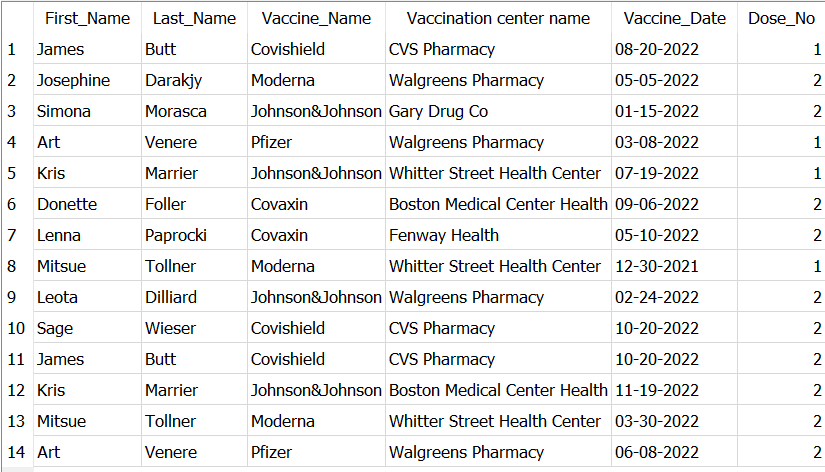 First_Name Last_Name Vaccine_Name Vaccination center name Vaccine_Date Dose_No
1 James Butt Covishield CVS Pharmacy 08-20-2022 1
2 Josephine Darakjy Moderna Walgreens Pharmacy 05-05-2022 2
3 Simona Morasca Johnson&Johnson Gary Drug Co 01-15-2022 2
4 Art Venere Pfizer Walgreens Pharmacy 03-08-2022 1
5 Kris Marrier Johnson&Johnson Whitter Street Health Center 07-19-2022 1
6 Donette Foller Covaxin Boston Medical Center Health 09-06-2022 2
7 Lenna Paprocki Covaxin Fenway Health 05-10-2022 2
8 Mitsue Tollner Moderna Whitter Street Health Center 12-30-2021 1
9 Leota Dilliard Johnson&Johnson Walgreens Pharmacy 02-24-2022 2
10 Sage Wieser Covishield CVS Pharmacy 10-20-2022 2
11 James Butt Covishield CVS Pharmacy 10-20-2022 2
12 Kris Marrier Johnson&Johnson Boston Medical Center Health 11-19-2022 2
13 Mitsue Tollner Moderna Whitter Street Health Center 03-30-2022 2
14 Art Venere Pfizer Walgreens Pharmacy 06-08-2022 2